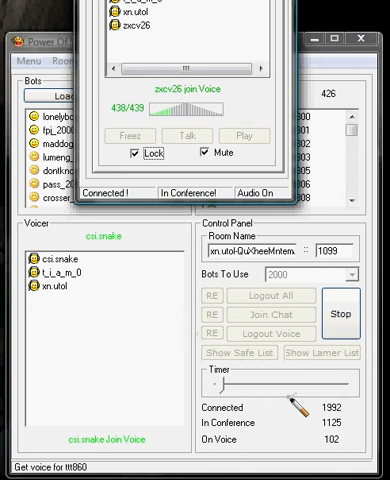 xn.utol
zxcv26
zxcv26 join Voice
438/439
Freez
Talk
Play
Lock
Mute
Connected !
In Conference!
Audio On
Power Of
Menu
Bots
426
lonelybo
fpj_200
maddog
lumeng_
dontkno
pass_20
crosser_
Voicer
csi.snake
csi.snake
t_i_a_m_0
xn.utol
csi.snake Join Voice
Control Panel
Room Name
:: 1099
Bots To Use
2000
RE
Logout All
RE
Join Chat
RE
Logout Voice
Stop
Show Safe List
Show Lamer List
Timer
Connected
1992
In Conference
1125
On Voice
102
Get voice for ttt860